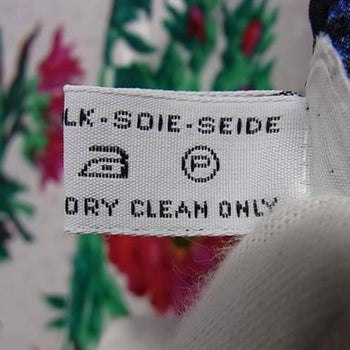 LK-SOIE-SEIDE
P
DRY CLEAN ONLY